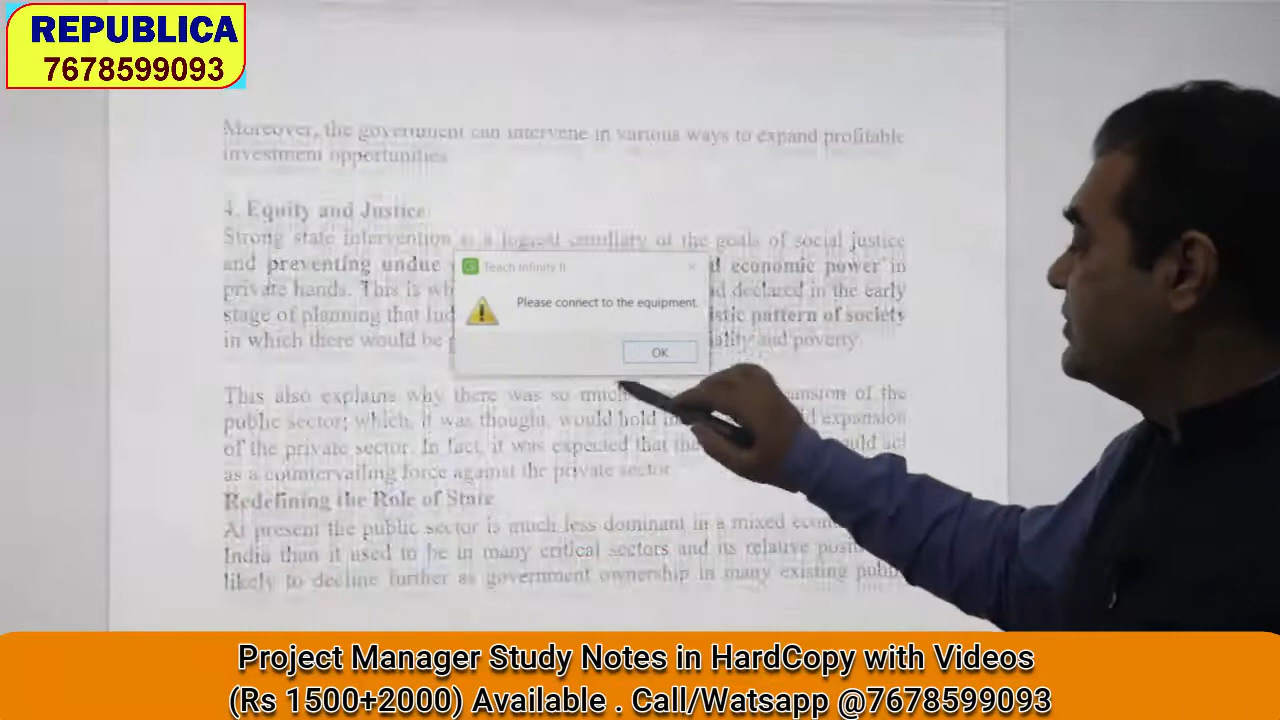 REPUBLICA
7678599093
Moreover, the government can intervene in various ways to expand profitable
investment opportunities
4. Equity and Justice
Strong state intervention is a logical corollary of the goals of social justice
and preventing undue d economic power in
private hands. This is d declared in the early
stage of planning that istic pattern of society
in which there would be and poverty.
Teach Infinity
Please connect to the equipment.
OK
This also explains why there was so much expansion of the
public sector; which, it was thought, would hold expansion
of the private sector. In fact, it was expected that would act
as a countervailing force against the private sector
Redefining the Role of State
At present the public sector is much less dominant in a mixed
India than it used to be in many critical sectors and its relative
likely to decline further as government ownership in many existing
Project Manager Study Notes in HardCopy with Videos
(Rs 1500+2000) Available . Call/Watsapp @7678599093